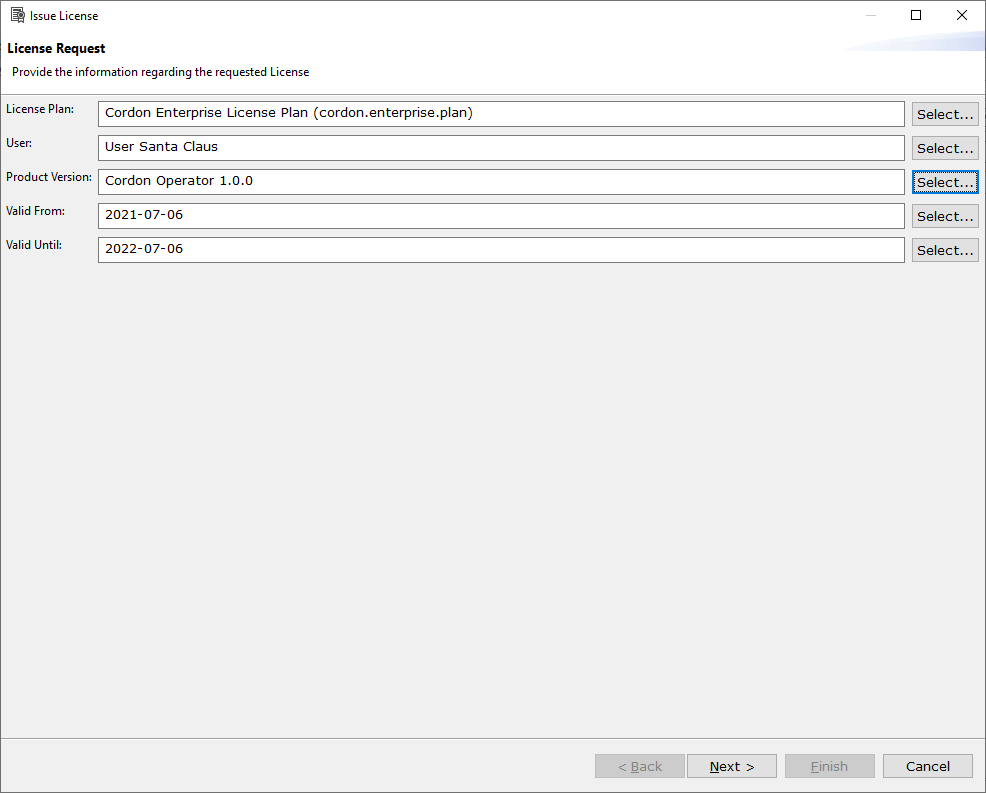 Issue License
License Request
Provide the information regarding the requested License
License Plan: Cordon Enterprise License Plan (cordon.enterprise.plan) Select...
User: User Santa Claus Select...
Product Version: Cordon Operator 1.0.0 Select...
Valid From: 2021-07-06 Select...
Valid Until: 2022-07-06 Select...
< Back Next > Finish Cancel